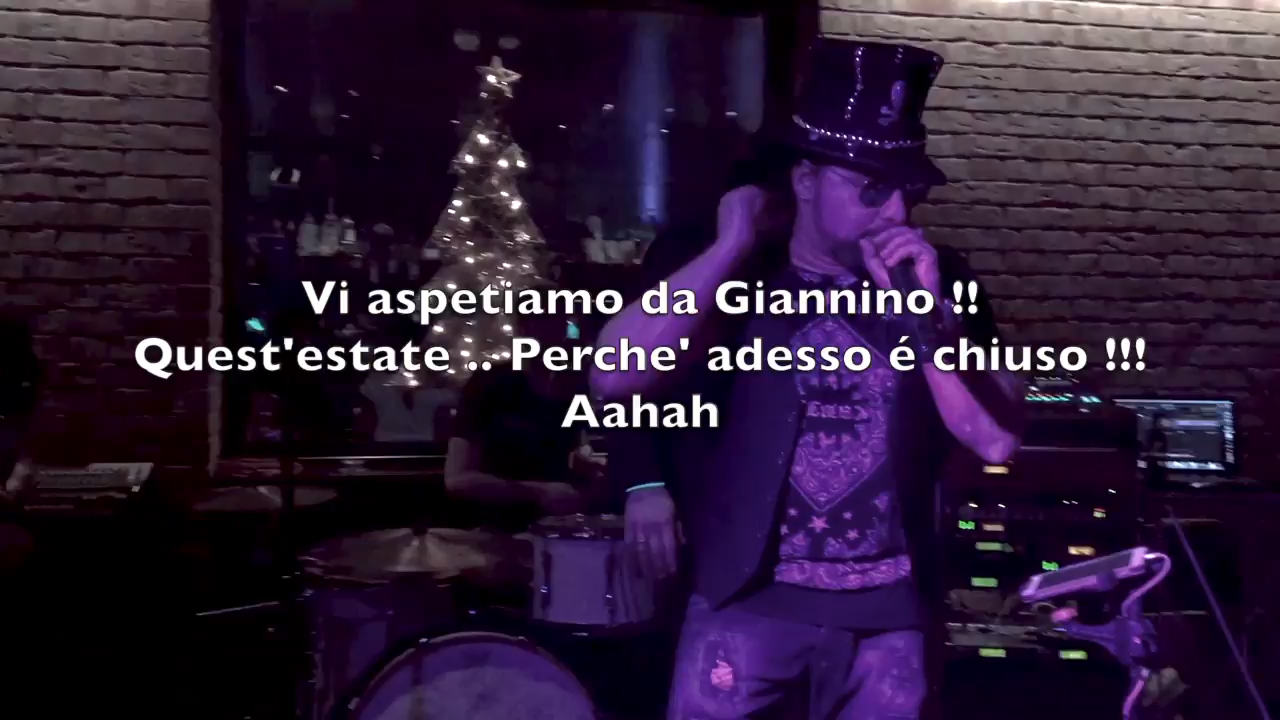 Vi aspetiamo da Giannino !!
Quest'estate .. Perche' adesso é chiuso !!!
Aahah